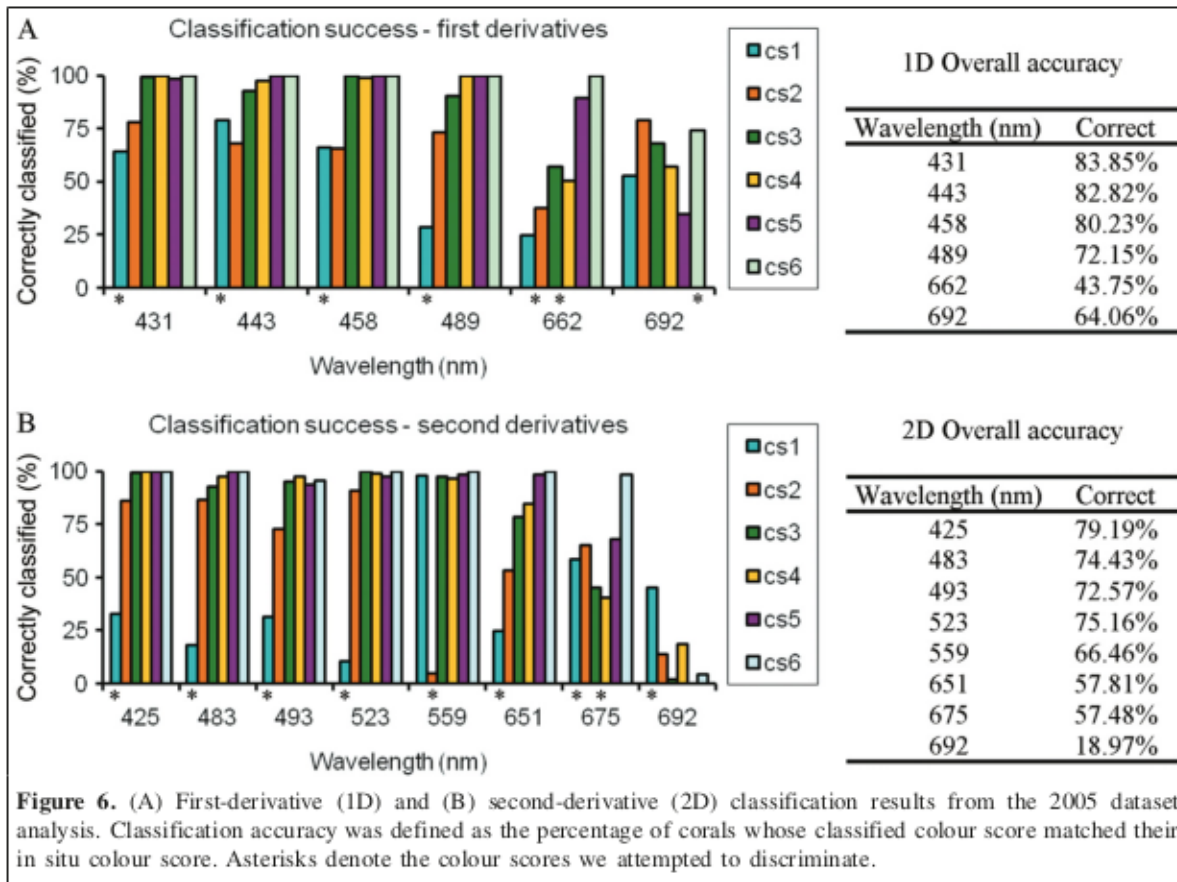 A
Classification success - first derivatives
Correctly classified (%)
100
75
50
25
0
* * * * * * *
431 443 458 489 662 692
Wavelength (nm)
cs1
cs2
cs3
cs4
cs5
cs6
1D Overall accuracy
Wavelength (nm) Correct
431 83.85%
443 82.82%
458 80.23%
489 72.15%
662 43.75%
692 64.06%
B
Classification success - second derivatives
Correctly classified (%)
100
75
50
25
0
* * * * * * * * *
425 483 493 523 559 651 675 692
Wavelength (nm)
cs1
cs2
cs3
cs4
cs5
cs6
2D Overall accuracy
Wavelength (nm) Correct
425 79.19%
483 74.43%
493 72.57%
523 75.16%
559 66.46%
651 57.81%
675 57.48%
692 18.97%
Figure 6. (A) First-derivative (1D) and (B) second-derivative (2D) classification results from the 2005 dataset
analysis. Classification accuracy was defined as the percentage of corals whose classified colour score matched their
in situ colour score. Asterisks denote the colour scores we attempted to discriminate.